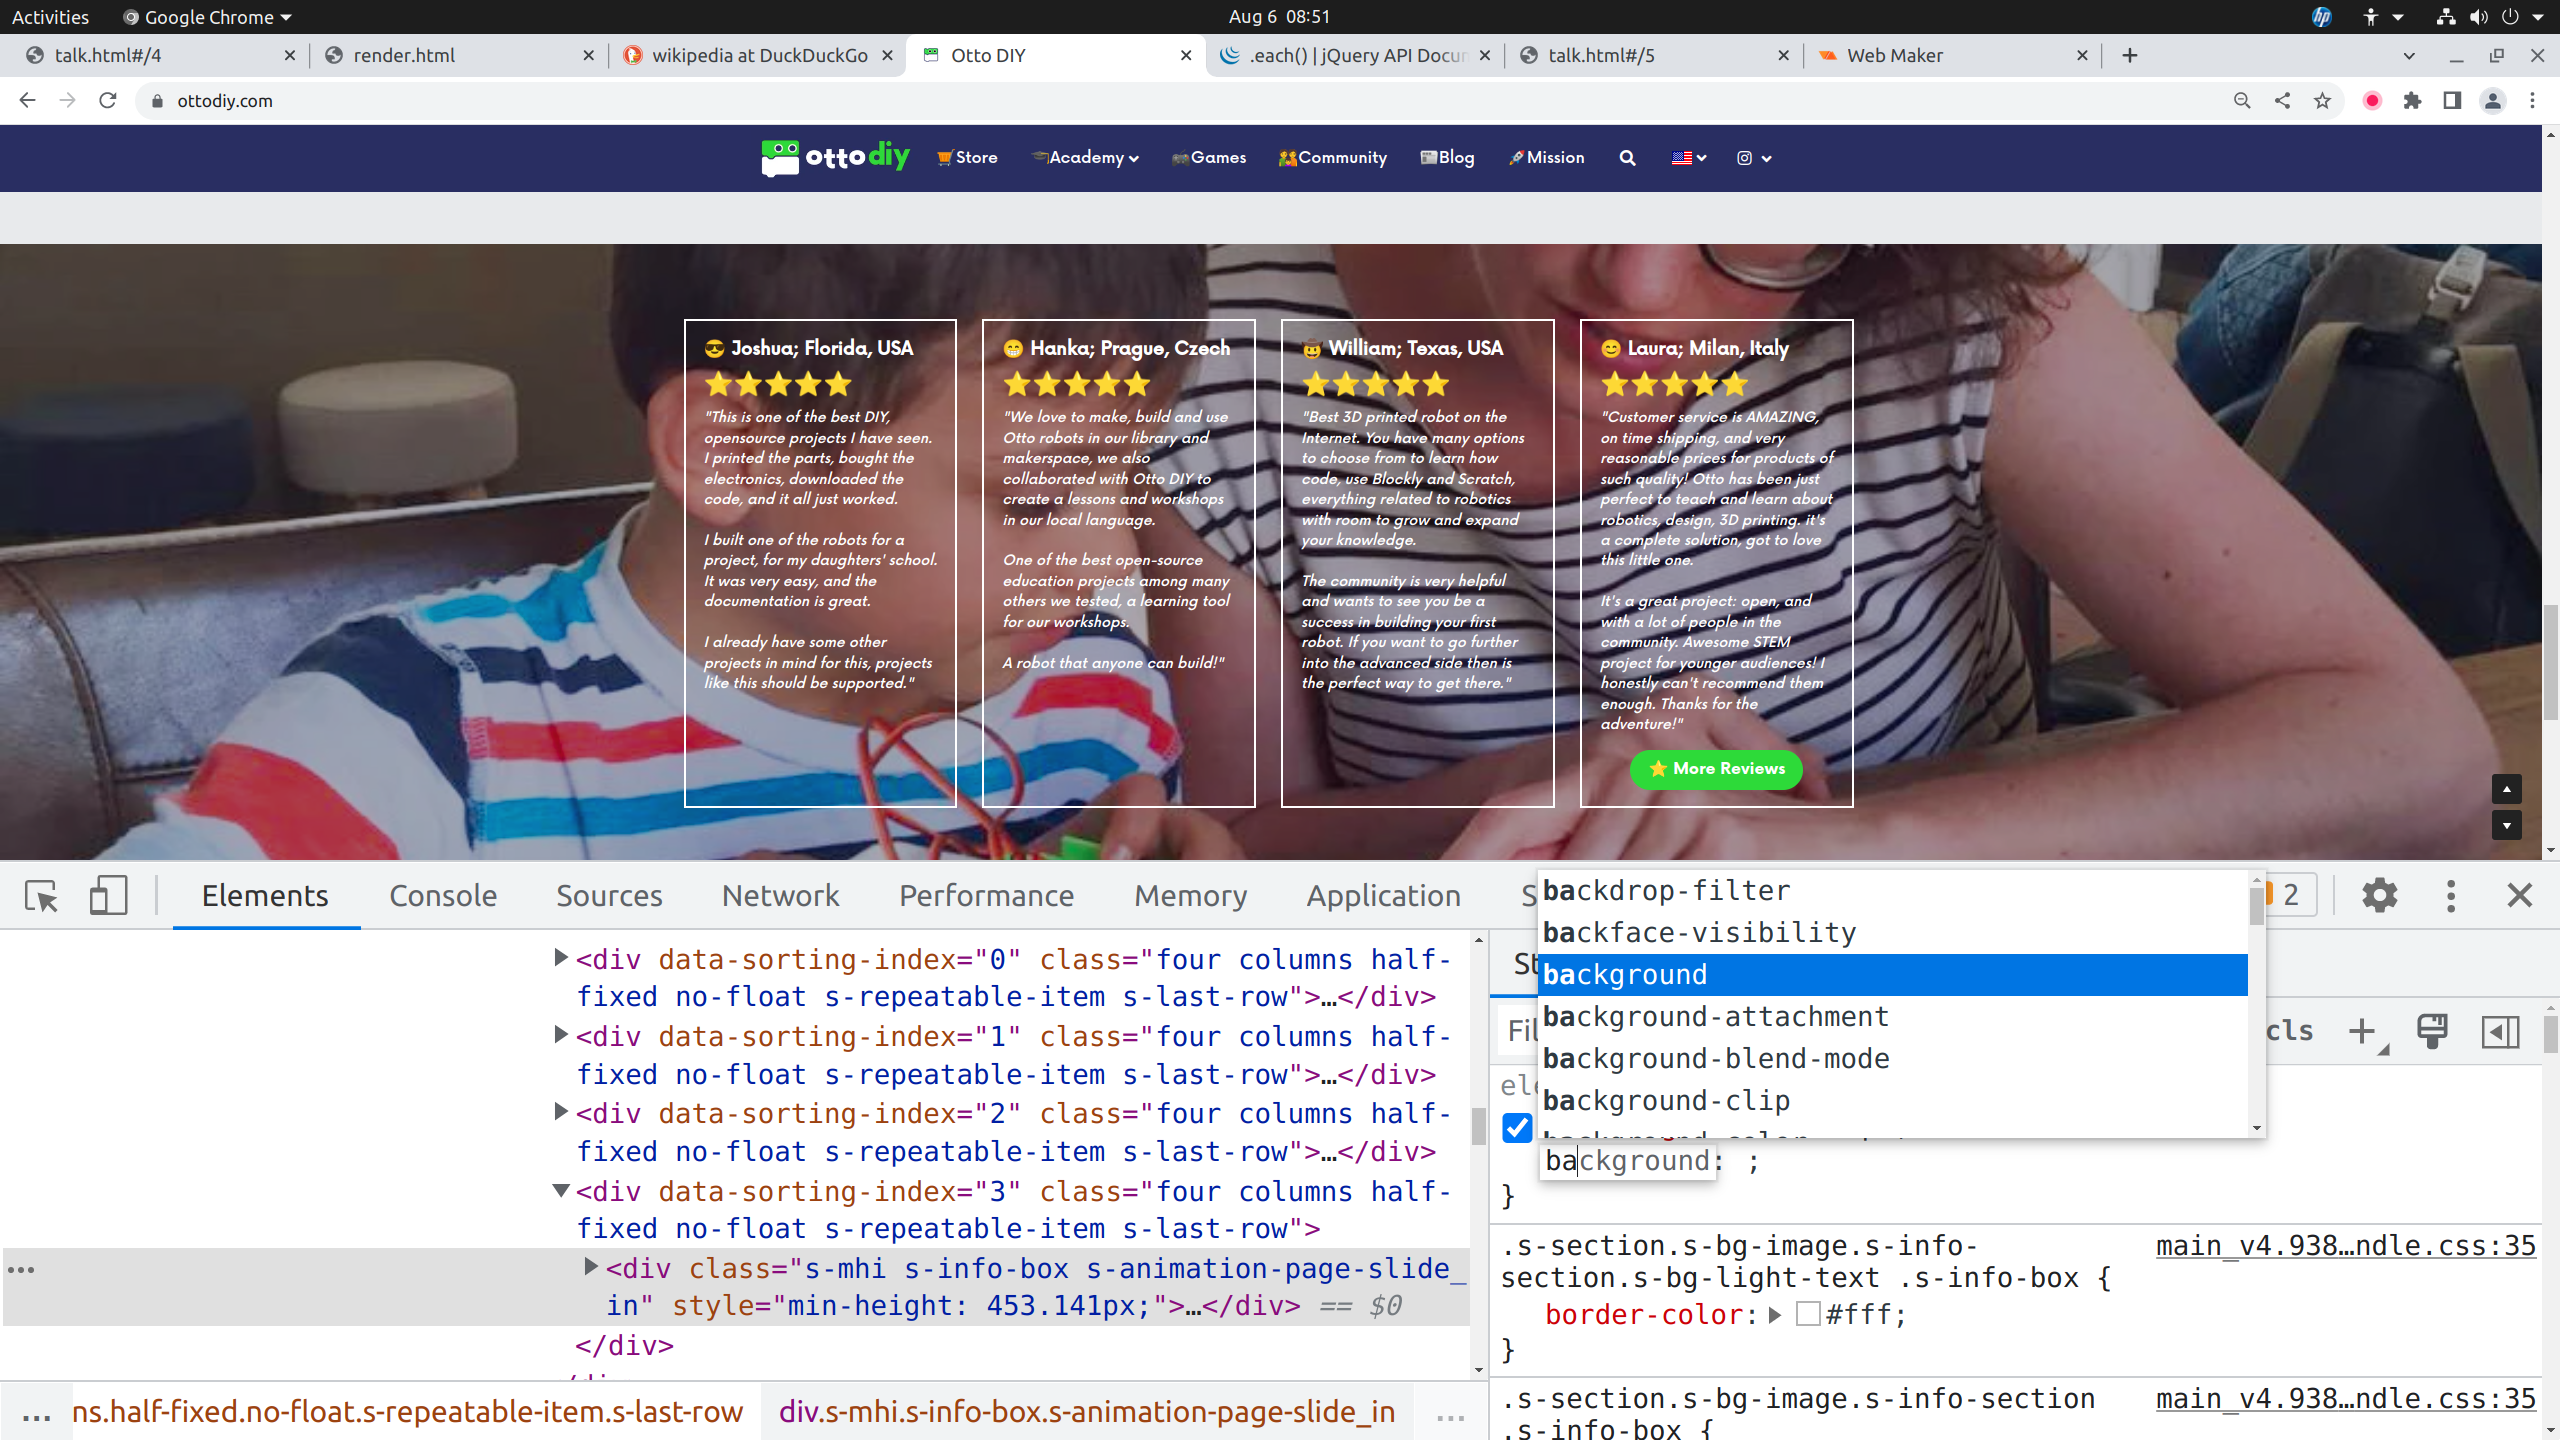 Activities
Google Chrome
Aug 6 08:51
talk.html#/4
render.html
wikipedia at DuckDuckGo
Otto DIY
.each() | jQuery API Docum
talk.html#/5
Web Maker
ottodiy.com
otto diy
Store
Academy
Games
Community
Blog
Mission
Joshua; Florida, USA
"This is one of the best DIY,
opensource projects I have seen.
I printed the parts, bought the
electronics, downloaded the
code, and it all just worked.
I built one of the robots for a
project, for my daughters' school.
It was very easy, and the
documentation is great.
I already have some other
projects in mind for this, projects
like this should be supported."
Hanka; Prague, Czech
"We love to make, build and use
Otto robots in our library and
makerspace, we also
collaborated with Otto DIY to
create a lessons and workshops
in our local language.
One of the best open-source
education projects among many
others we tested, a learning tool
for our workshops.
A robot that anyone can build!"
William; Texas, USA
"Best 3D printed robot on the
Internet. You have many options
to choose from to learn how
code, use Blockly and Scratch,
everything related to robotics
with room to grow and expand
your knowledge.
The community is very helpful
and wants to see you be a
success in building your first
robot. If you want to go further
into the advanced side then is
the perfect way to get there."
Laura; Milan, Italy
"Customer service is AMAZING,
on time shipping, and very
reasonable prices for products of
such quality! Otto has been just
perfect to teach and learn about
robotics, design, 3D printing. it's
a complete solution, got to love
this little one.
It's a great project: open, and
with a lot of people in the
community. Awesome STEM
project for younger audiences! I
honestly can't recommend them
enough. Thanks for the
adventure!"
More Reviews
Elements
Console
Sources
Network
Performance
Memory
Application
S
2
<div data-sorting-index="0" class="four columns half-
fixed no-float s-repeatable-item s-last-row">…</div>
<div data-sorting-index="1" class="four columns half-
fixed no-float s-repeatable-item s-last-row">…</div>
<div data-sorting-index="2" class="four columns half-
fixed no-float s-repeatable-item s-last-row">…</div>
<div data-sorting-index="3" class="four columns half-
fixed no-float s-repeatable-item s-last-row">
<div class="s-mhi s-info-box s-animation-page-slide_
in" style="min-height: 453.141px;">…</div> == $0
</div>
... ns.half-fixed.no-float.s-repeatable-item.s-last-row
div.s-mhi.s-info-box.s-animation-page-slide_in
...
St
Fil
cls
ele
backdrop-filter
backface-visibility
background
background-attachment
background-blend-mode
background-clip
background: ;
}
.s-section.s-bg-image.s-info-
section.s-bg-light-text .s-info-box {
main_v4.938…ndle.css:35
border-color: #fff;
}
.s-section.s-bg-image.s-info-section
.s-info-box {
main_v4.938…ndle.css:35